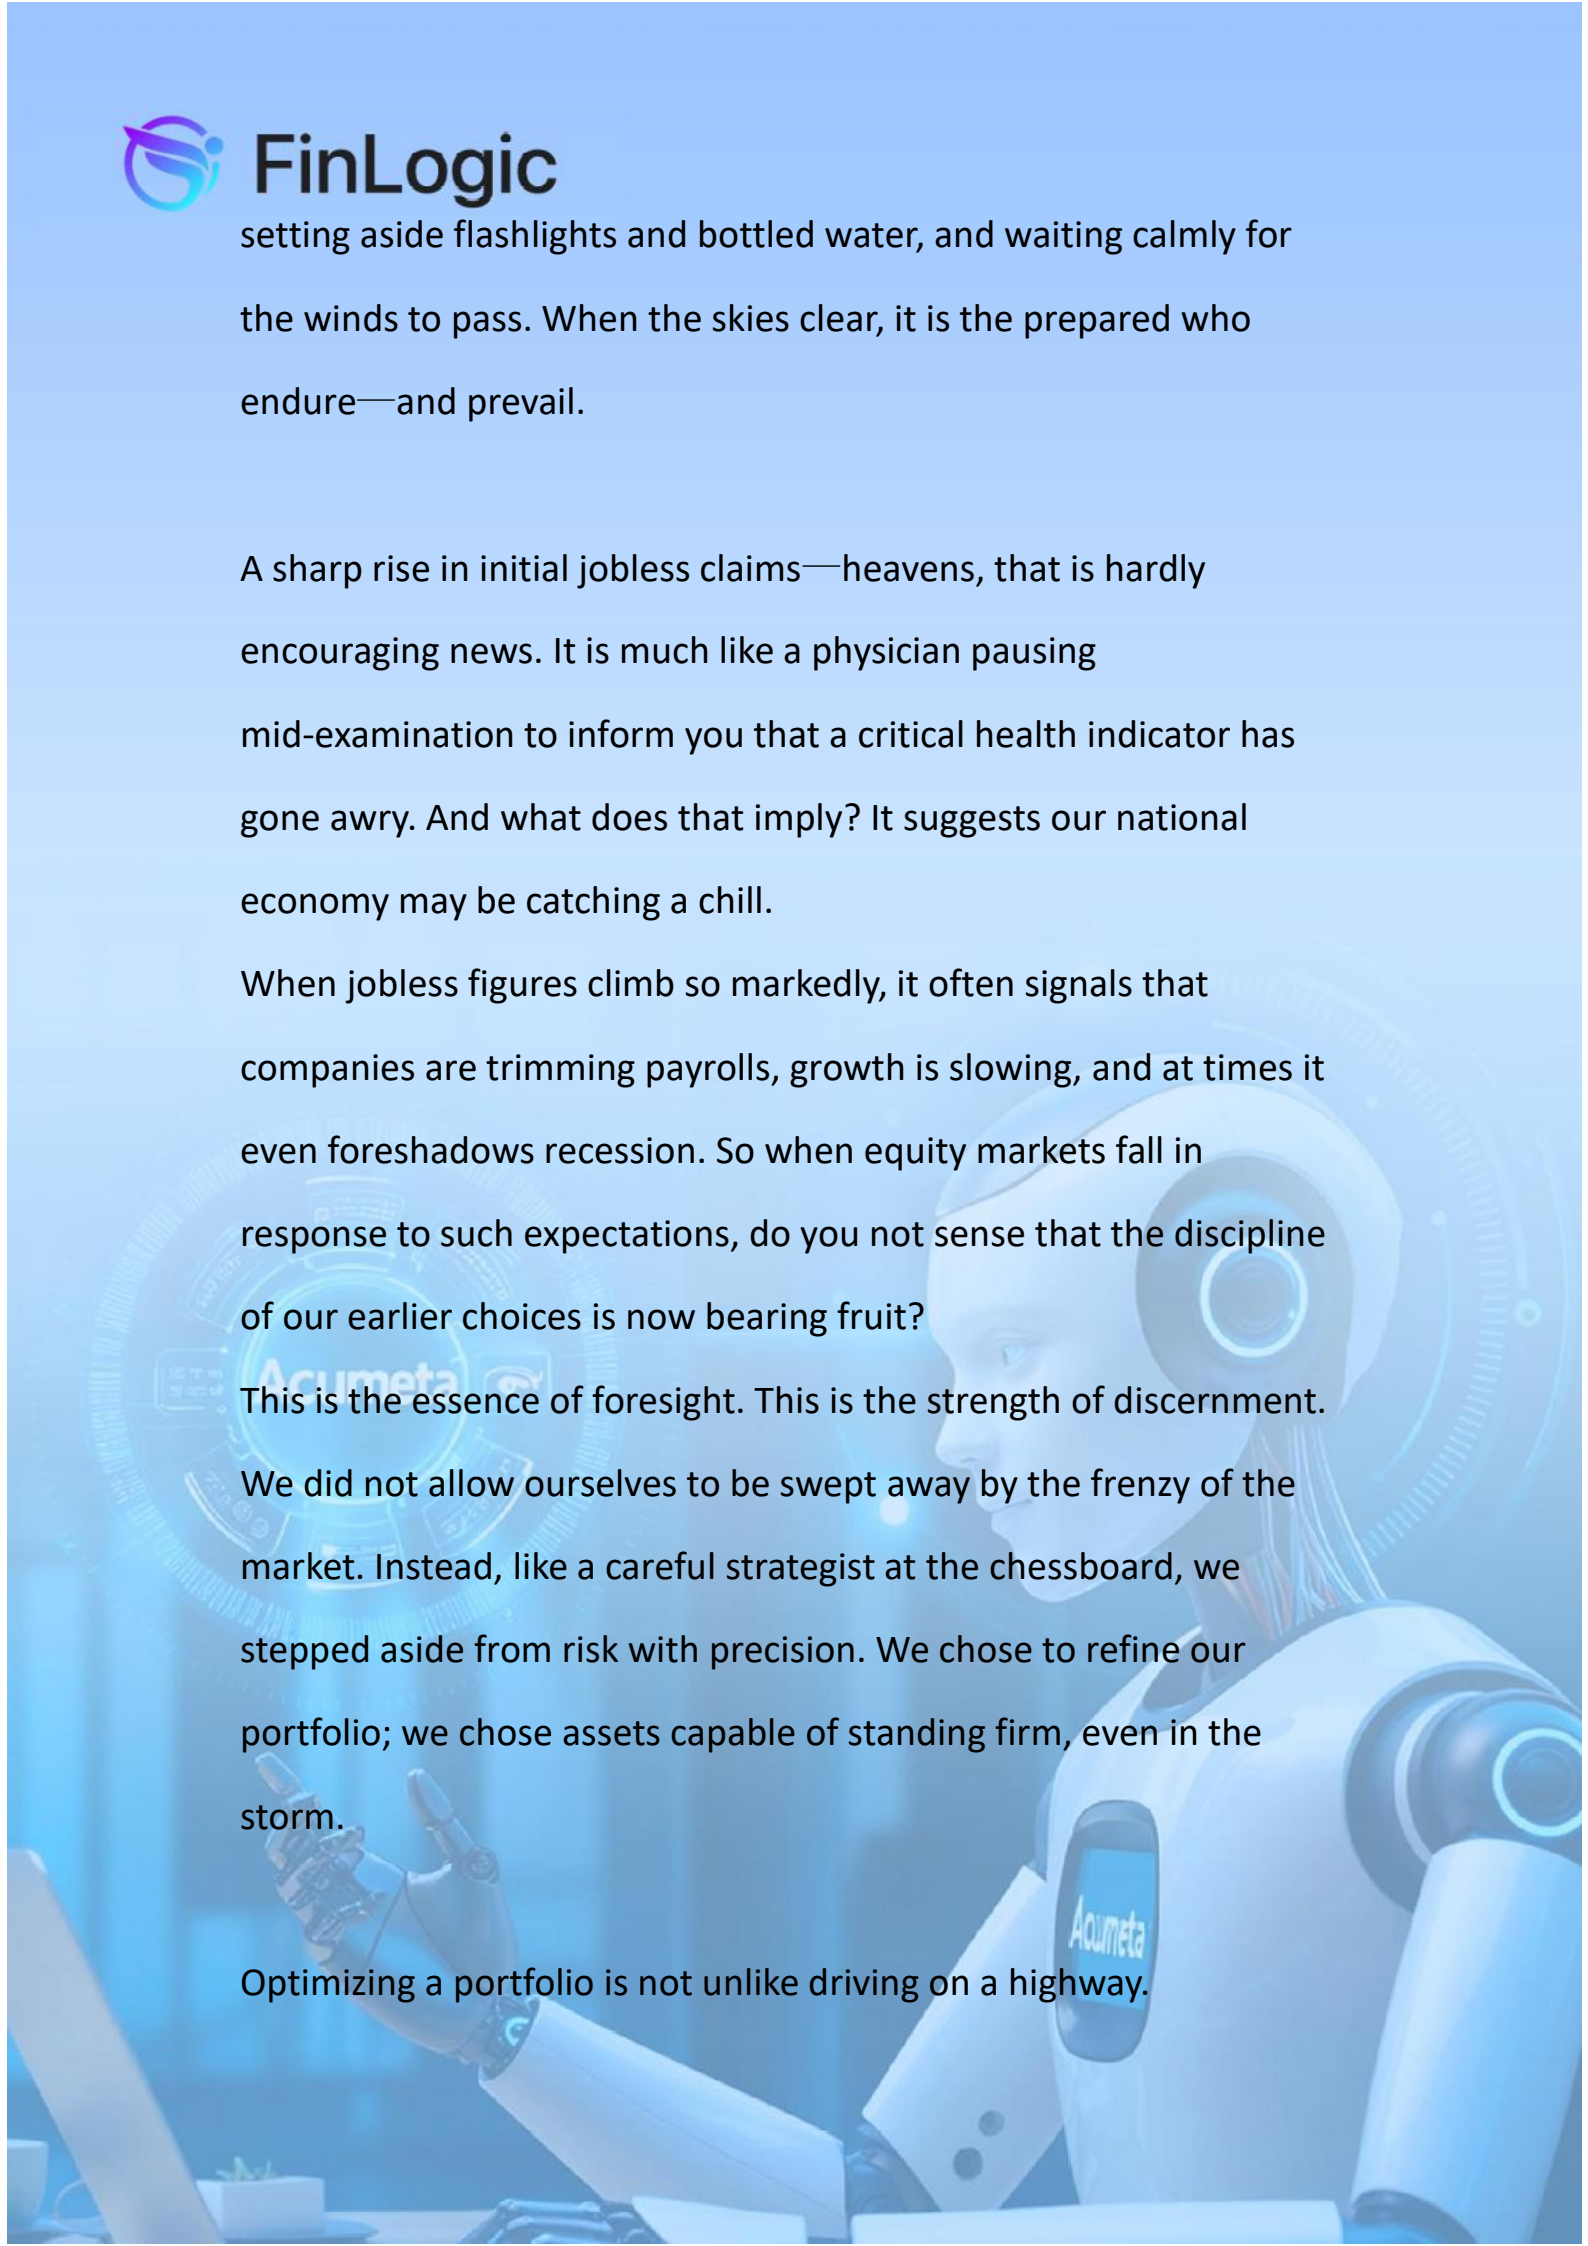 FinLogic
setting aside flashlights and bottled water, and waiting calmly for
the winds to pass. When the skies clear, it is the prepared who
endure—and prevail.
A sharp rise in initial jobless claims—heavens, that is hardly
encouraging news. It is much like a physician pausing
mid-examination to inform you that a critical health indicator has
gone awry. And what does that imply? It suggests our national
economy may be catching a chill.
When jobless figures climb so markedly, it often signals that
companies are trimming payrolls, growth is slowing, and at times it
even foreshadows recession. So when equity markets fall in
response to such expectations, do you not sense that the discipline
of our earlier choices is now bearing fruit?
Acumeta
This is the essence of foresight. This is the strength of discernment.
We did not allow ourselves to be swept away by the frenzy of the
market. Instead, like a careful strategist at the chessboard, we
stepped aside from risk with precision. We chose to refine our
portfolio; we chose assets capable of standing firm, even in the
storm.
Acumeta
Optimizing a portfolio is not unlike driving on a highway.